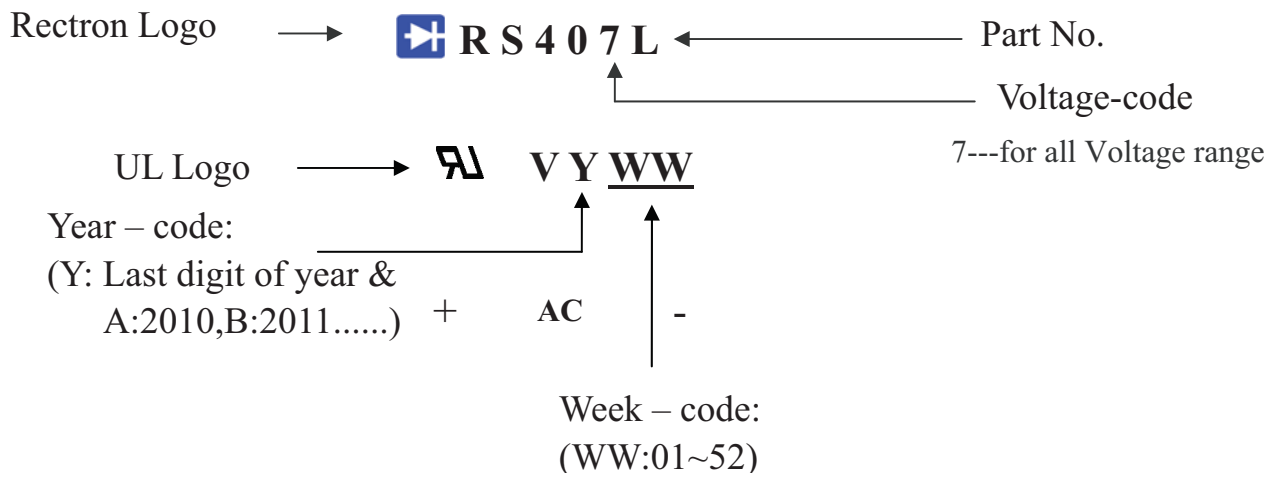 Rectron Logo R S 4 0 7 L Part No.
Voltage-code
7---for all Voltage range
UL Logo V Y WW
Year – code:
(Y: Last digit of year &
A:2010,B:2011......)
+ AC -
Week – code:
(WW:01~52)